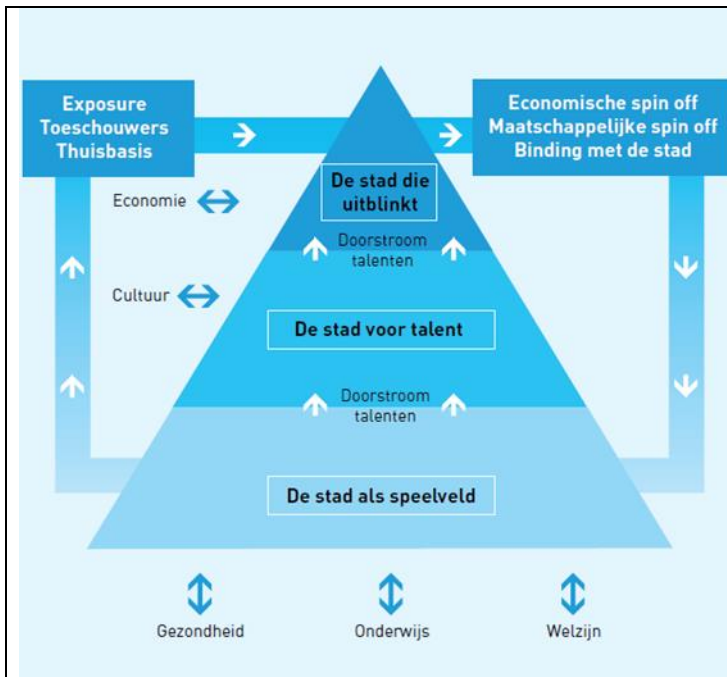 Exposure
Toeschouwers
Thuisbasis
Economische spin off
Maatschappelijke spin off
Binding met de stad
De stad die
uitblinkt
Economie
Doorstroom
talenten
Cultuur
De stad voor talent
Doorstroom
talenten
De stad als speelveld
Gezondheid
Onderwijs
Welzijn